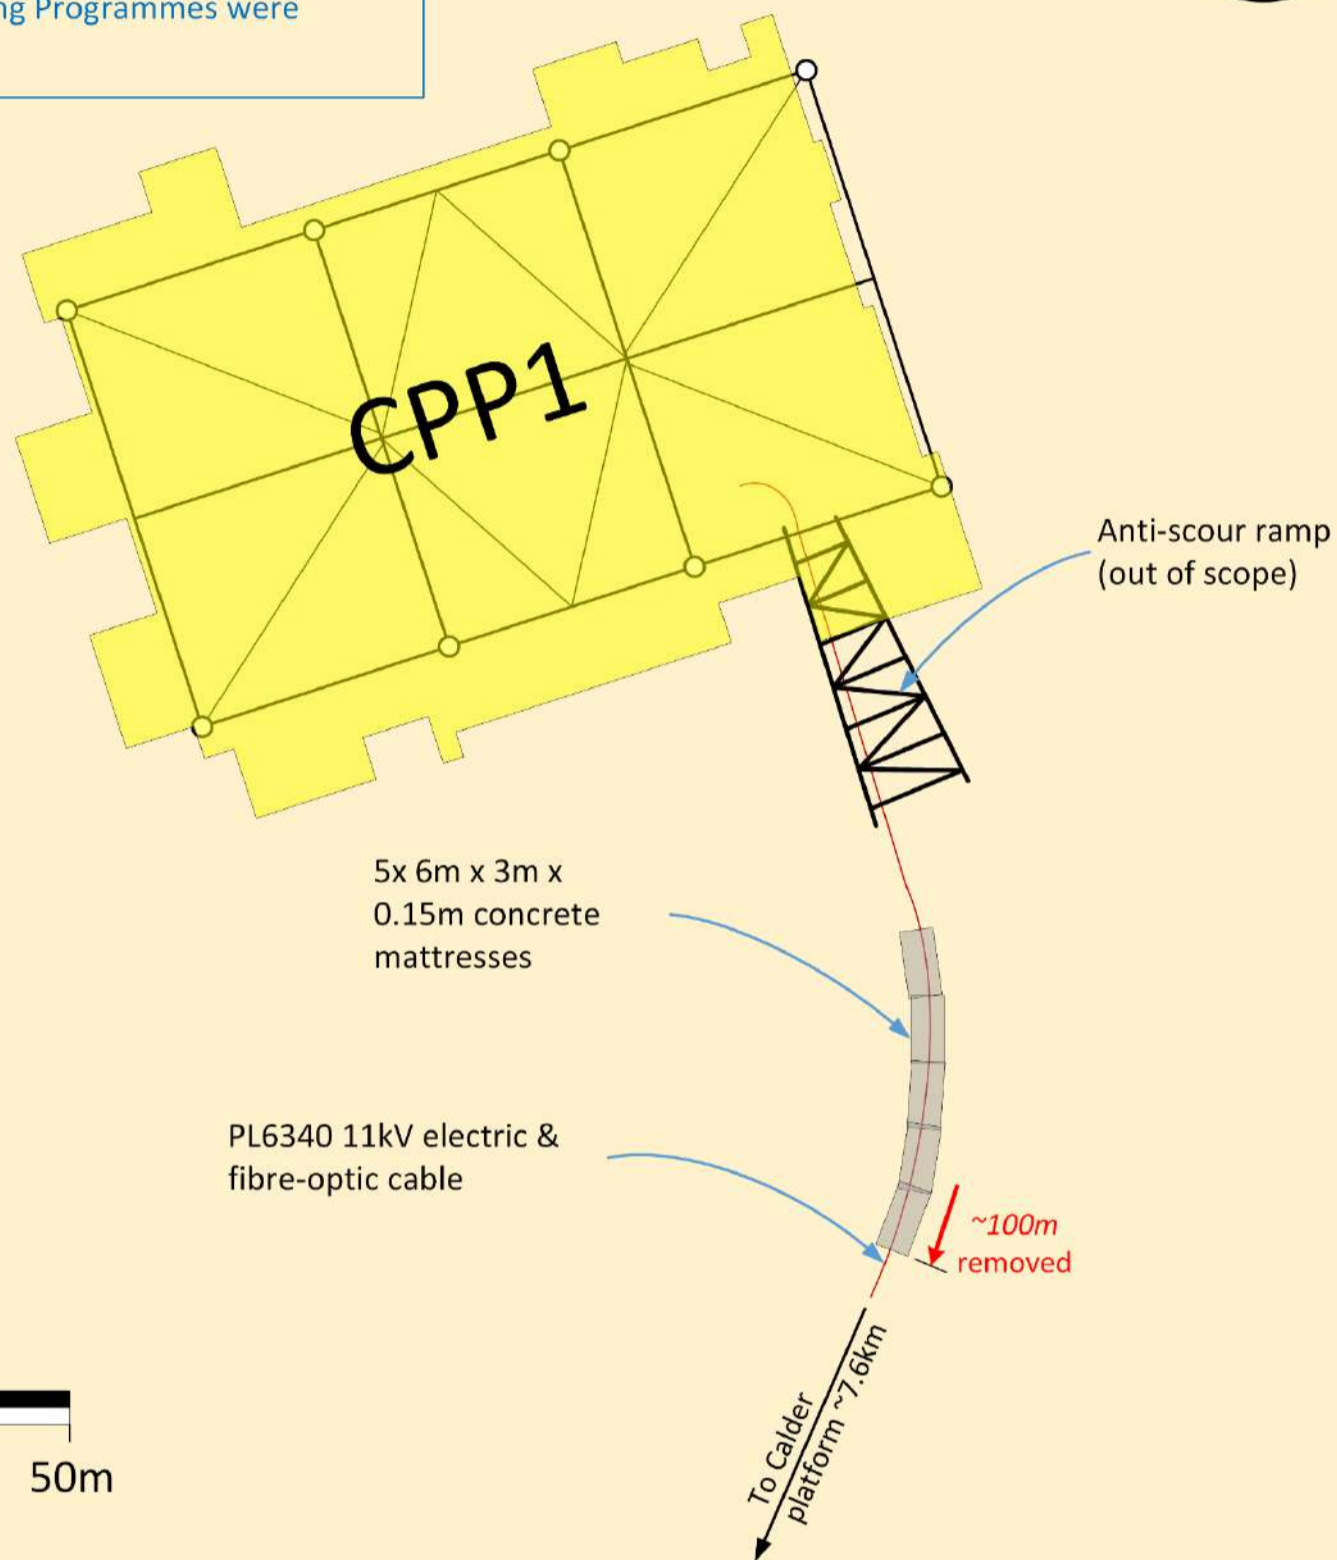 ng Programmes were
CPP1
Anti-scour ramp
(out of scope)
5x 6m x 3m x
0.15m concrete
mattresses
PL6340 11kV electric &
fibre-optic cable
~100m
removed
To Calder
platform ~7.6km
50m